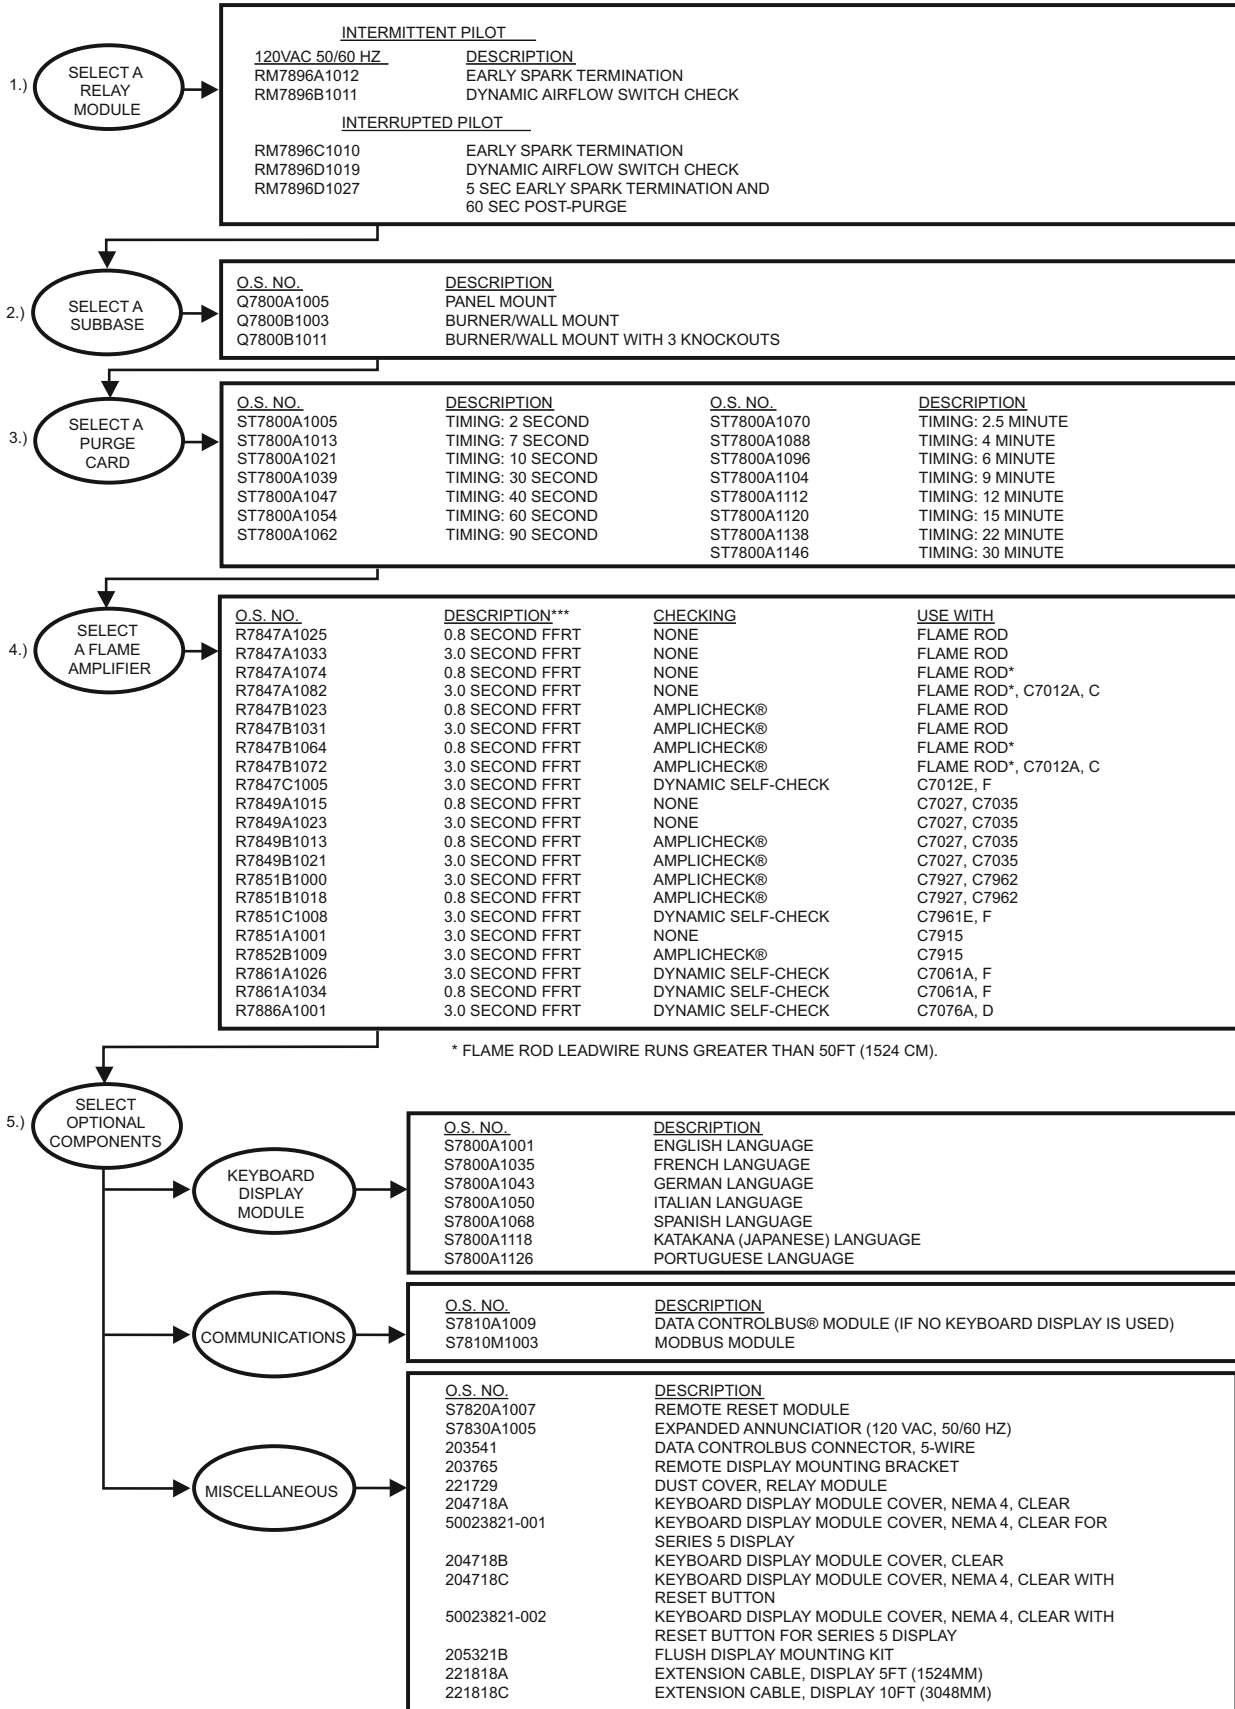 1.)
SELECT A
RELAY
MODULE
INTERMITTENT PILOT
120VAC 50/60 HZ DESCRIPTION
RM7896A1012 EARLY SPARK TERMINATION
RM7896B1011 DYNAMIC AIRFLOW SWITCH CHECK
INTERRUPTED PILOT
RM7896C1010 EARLY SPARK TERMINATION
RM7896D1019 DYNAMIC AIRFLOW SWITCH CHECK
RM7896D1027 5 SEC EARLY SPARK TERMINATION AND
60 SEC POST-PURGE
2.)
SELECT A
SUBBASE
O.S. NO. DESCRIPTION
Q7800A1005 PANEL MOUNT
Q7800B1003 BURNER/WALL MOUNT
Q7800B1011 BURNER/WALL MOUNT WITH 3 KNOCKOUTS
3.)
SELECT A
PURGE
CARD
O.S. NO. DESCRIPTION O.S. NO. DESCRIPTION
ST7800A1005 TIMING: 2 SECOND ST7800A1070 TIMING: 2.5 MINUTE
ST7800A1013 TIMING: 7 SECOND ST7800A1088 TIMING: 4 MINUTE
ST7800A1021 TIMING: 10 SECOND ST7800A1096 TIMING: 6 MINUTE
ST7800A1039 TIMING: 30 SECOND ST7800A1104 TIMING: 9 MINUTE
ST7800A1047 TIMING: 40 SECOND ST7800A1112 TIMING: 12 MINUTE
ST7800A1054 TIMING: 60 SECOND ST7800A1120 TIMING: 15 MINUTE
ST7800A1062 TIMING: 90 SECOND ST7800A1138 TIMING: 22 MINUTE
ST7800A1146 TIMING: 30 MINUTE
4.)
SELECT
A FLAME
AMPLIFIER
O.S. NO. DESCRIPTION*** CHECKING USE WITH
R7847A1025 0.8 SECOND FFRT NONE FLAME ROD
R7847A1033 3.0 SECOND FFRT NONE FLAME ROD
R7847A1074 0.8 SECOND FFRT NONE FLAME ROD*
R7847A1082 3.0 SECOND FFRT NONE FLAME ROD*, C7012A, C
R7847B1023 0.8 SECOND FFRT AMPLICHECK® FLAME ROD
R7847B1031 3.0 SECOND FFRT AMPLICHECK® FLAME ROD
R7847B1064 0.8 SECOND FFRT AMPLICHECK® FLAME ROD*
R7847B1072 3.0 SECOND FFRT AMPLICHECK® FLAME ROD*, C7012A, C
R7847C1005 3.0 SECOND FFRT DYNAMIC SELF-CHECK C7012E, F
R7849A1015 0.8 SECOND FFRT NONE C7027, C7035
R7849A1023 3.0 SECOND FFRT NONE C7027, C7035
R7849B1013 0.8 SECOND FFRT AMPLICHECK® C7027, C7035
R7849B1021 3.0 SECOND FFRT AMPLICHECK® C7027, C7035
R7851B1000 3.0 SECOND FFRT AMPLICHECK® C7927, C7962
R7851B1018 0.8 SECOND FFRT AMPLICHECK® C7927, C7962
R7851C1008 3.0 SECOND FFRT DYNAMIC SELF-CHECK C7961E, F
R7851A1001 3.0 SECOND FFRT NONE C7915
R7852B1009 3.0 SECOND FFRT AMPLICHECK® C7915
R7861A1026 3.0 SECOND FFRT DYNAMIC SELF-CHECK C7061A, F
R7861A1034 0.8 SECOND FFRT DYNAMIC SELF-CHECK C7061A, F
R7886A1001 3.0 SECOND FFRT DYNAMIC SELF-CHECK C7076A, D
* FLAME ROD LEADWIRE RUNS GREATER THAN 50FT (1524 CM).
5.)
SELECT
OPTIONAL
COMPONENTS
KEYBOARD
DISPLAY
MODULE
O.S. NO. DESCRIPTION
S7800A1001 ENGLISH LANGUAGE
S7800A1035 FRENCH LANGUAGE
S7800A1043 GERMAN LANGUAGE
S7800A1050 ITALIAN LANGUAGE
S7800A1068 SPANISH LANGUAGE
S7800A1118 KATAKANA (JAPANESE) LANGUAGE
S7800A1126 PORTUGUESE LANGUAGE
COMMUNICATIONS
O.S. NO. DESCRIPTION
S7810A1009 DATA CONTROLBUS® MODULE (IF NO KEYBOARD DISPLAY IS USED)
S7810M1003 MODBUS MODULE
MISCELLANEOUS
O.S. NO. DESCRIPTION
S7820A1007 REMOTE RESET MODULE
S7830A1005 EXPANDED ANNUNCIATIOR (120 VAC, 50/60 HZ)
203541 DATA CONTROLBUS CONNECTOR, 5-WIRE
203765 REMOTE DISPLAY MOUNTING BRACKET
221729 DUST COVER, RELAY MODULE
204718A KEYBOARD DISPLAY MODULE COVER, NEMA 4, CLEAR
50023821-001 KEYBOARD DISPLAY MODULE COVER, NEMA 4, CLEAR FOR
SERIES 5 DISPLAY
204718B KEYBOARD DISPLAY MODULE COVER, CLEAR
204718C KEYBOARD DISPLAY MODULE COVER, NEMA 4, CLEAR WITH
RESET BUTTON
50023821-002 KEYBOARD DISPLAY MODULE COVER, NEMA 4, CLEAR WITH
RESET BUTTON FOR SERIES 5 DISPLAY
205321B FLUSH DISPLAY MOUNTING KIT
221818A EXTENSION CABLE, DISPLAY 5FT (1524MM)
221818C EXTENSION CABLE, DISPLAY 10FT (3048MM)